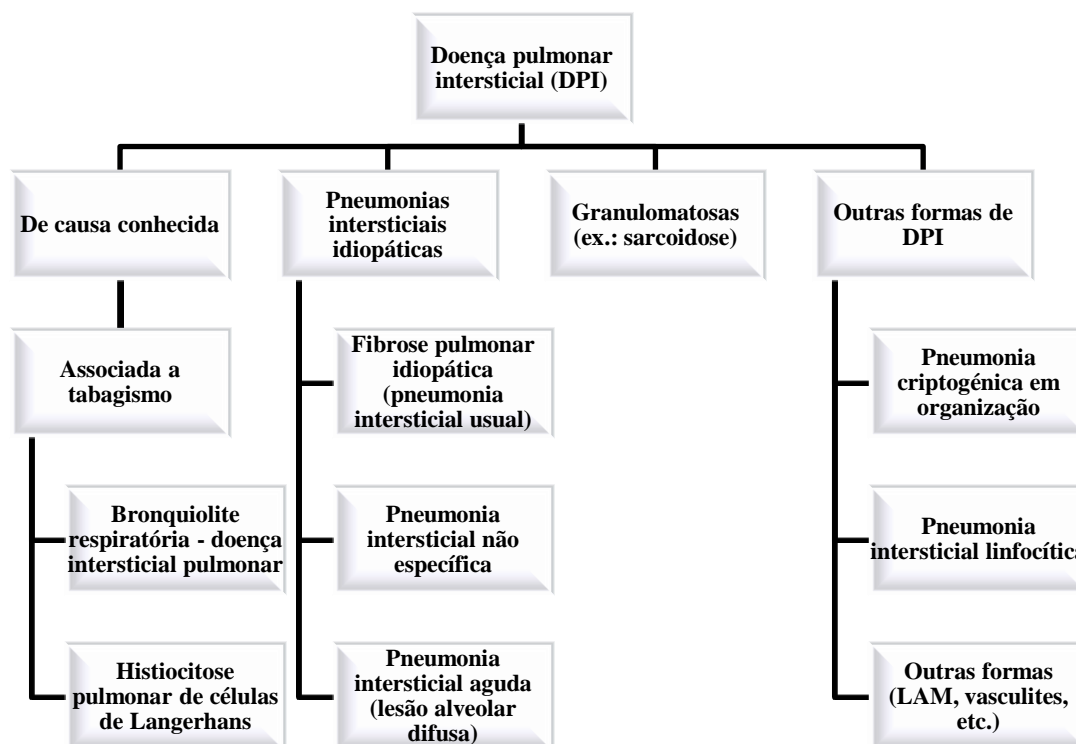 Doença pulmonar
intersticial (DPI)
De causa conhecida
Pneumonias
intersticiais
idiopáticas
Granulomatosas
(ex.: sarcoidose)
Outras formas de
DPI
Associada a
tabagismo
Fibrose pulmonar
idiopática
(pneumonia
intersticial usual)
Pneumonia
criptogénica em
organização
Bronquiolite
respiratória - doença
intersticial pulmonar
Pneumonia
intersticial não
específica
Pneumonia
intersticial linfocítica
Histiocitose
pulmonar de células
de Langerhans
Pneumonia
intersticial aguda
(lesão alveolar
difusa)
Outras formas
(LAM, vasculites,
etc.)